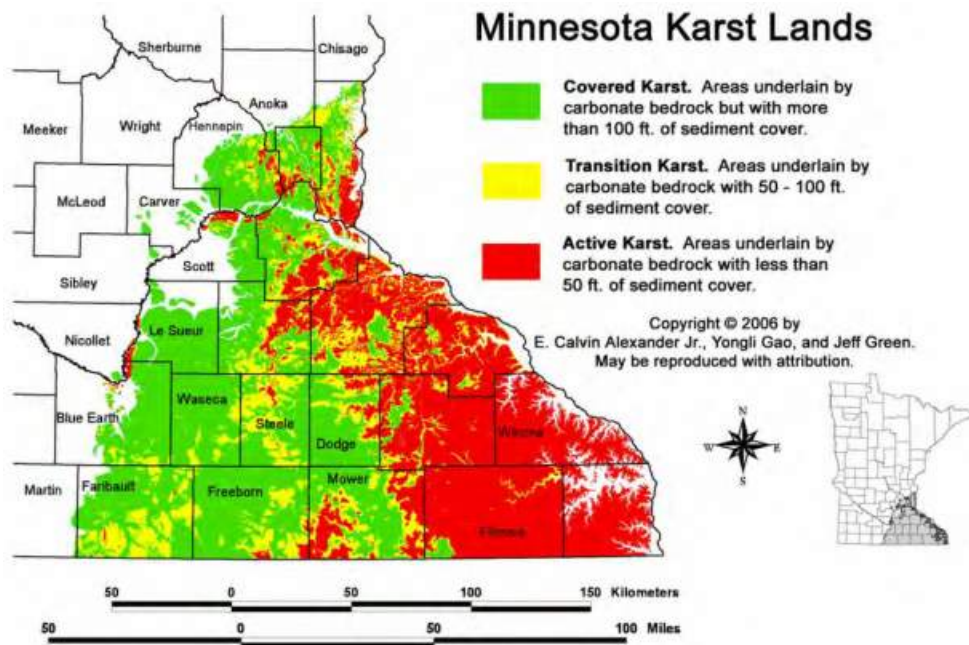 Minnesota Karst Lands
Covered Karst. Areas underlain by
carbonate bedrock but with more
than 100 ft. of sediment cover.
Transition Karst. Areas underlain by
carbonate bedrock with 50 - 100 ft.
of sediment cover.
Active Karst. Areas underlain by
carbonate bedrock with less than
50 ft. of sediment cover.
Copyright © 2006 by
E. Calvin Alexander Jr., Yongli Gao, and Jeff Green.
May be reproduced with attribution.
Sherburne
Chisago
Anoka
Meeker
Wright
Hennepin
McLeod
Carver
Scott
Sibley
Nicollet
Le Sueur
Waseca
Blue Earth
Steele
Dodge
Winona
Martin
Faribault
Freeborn
Mower
Fillmore
N
W
E
S
50 0 50 100 150 Kilometers
50 0 50 100 Miles